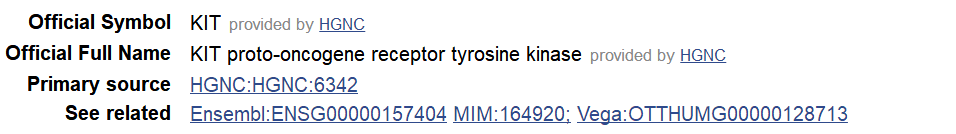 Official Symbol KIT provided by HGNC
Official Full Name KIT proto-oncogene receptor tyrosine kinase provided by HGNC
Primary source HGNC:HGNC:6342
See related Ensembl:ENSG00000157404 MIM:164920; Vega:OTTHUMG00000128713